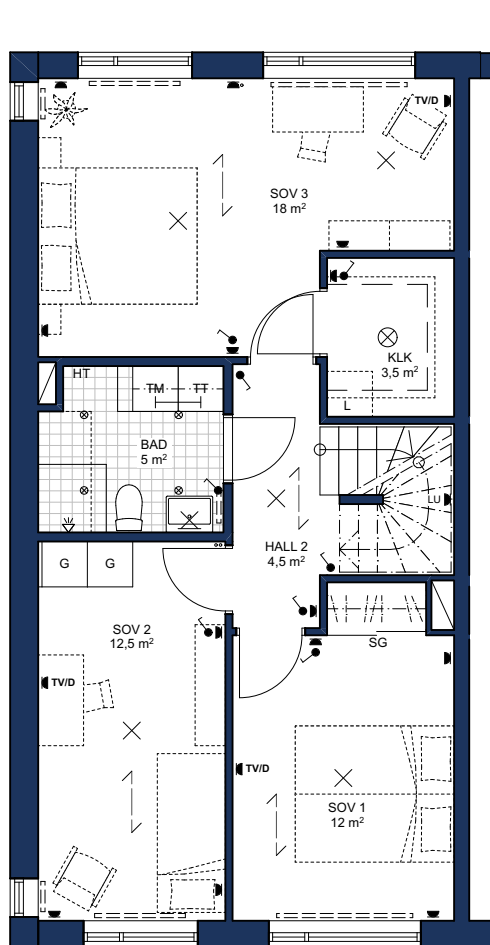 TV/D
SOV 3
18 m²
KLK
3,5 m²
HT
TM
TT
L
BAD
5 m²
LU
HALL 2
4,5 m²
G
G
SOV 2
12,5 m²
SG
TV/D
TV/D
SOV 1
12 m²